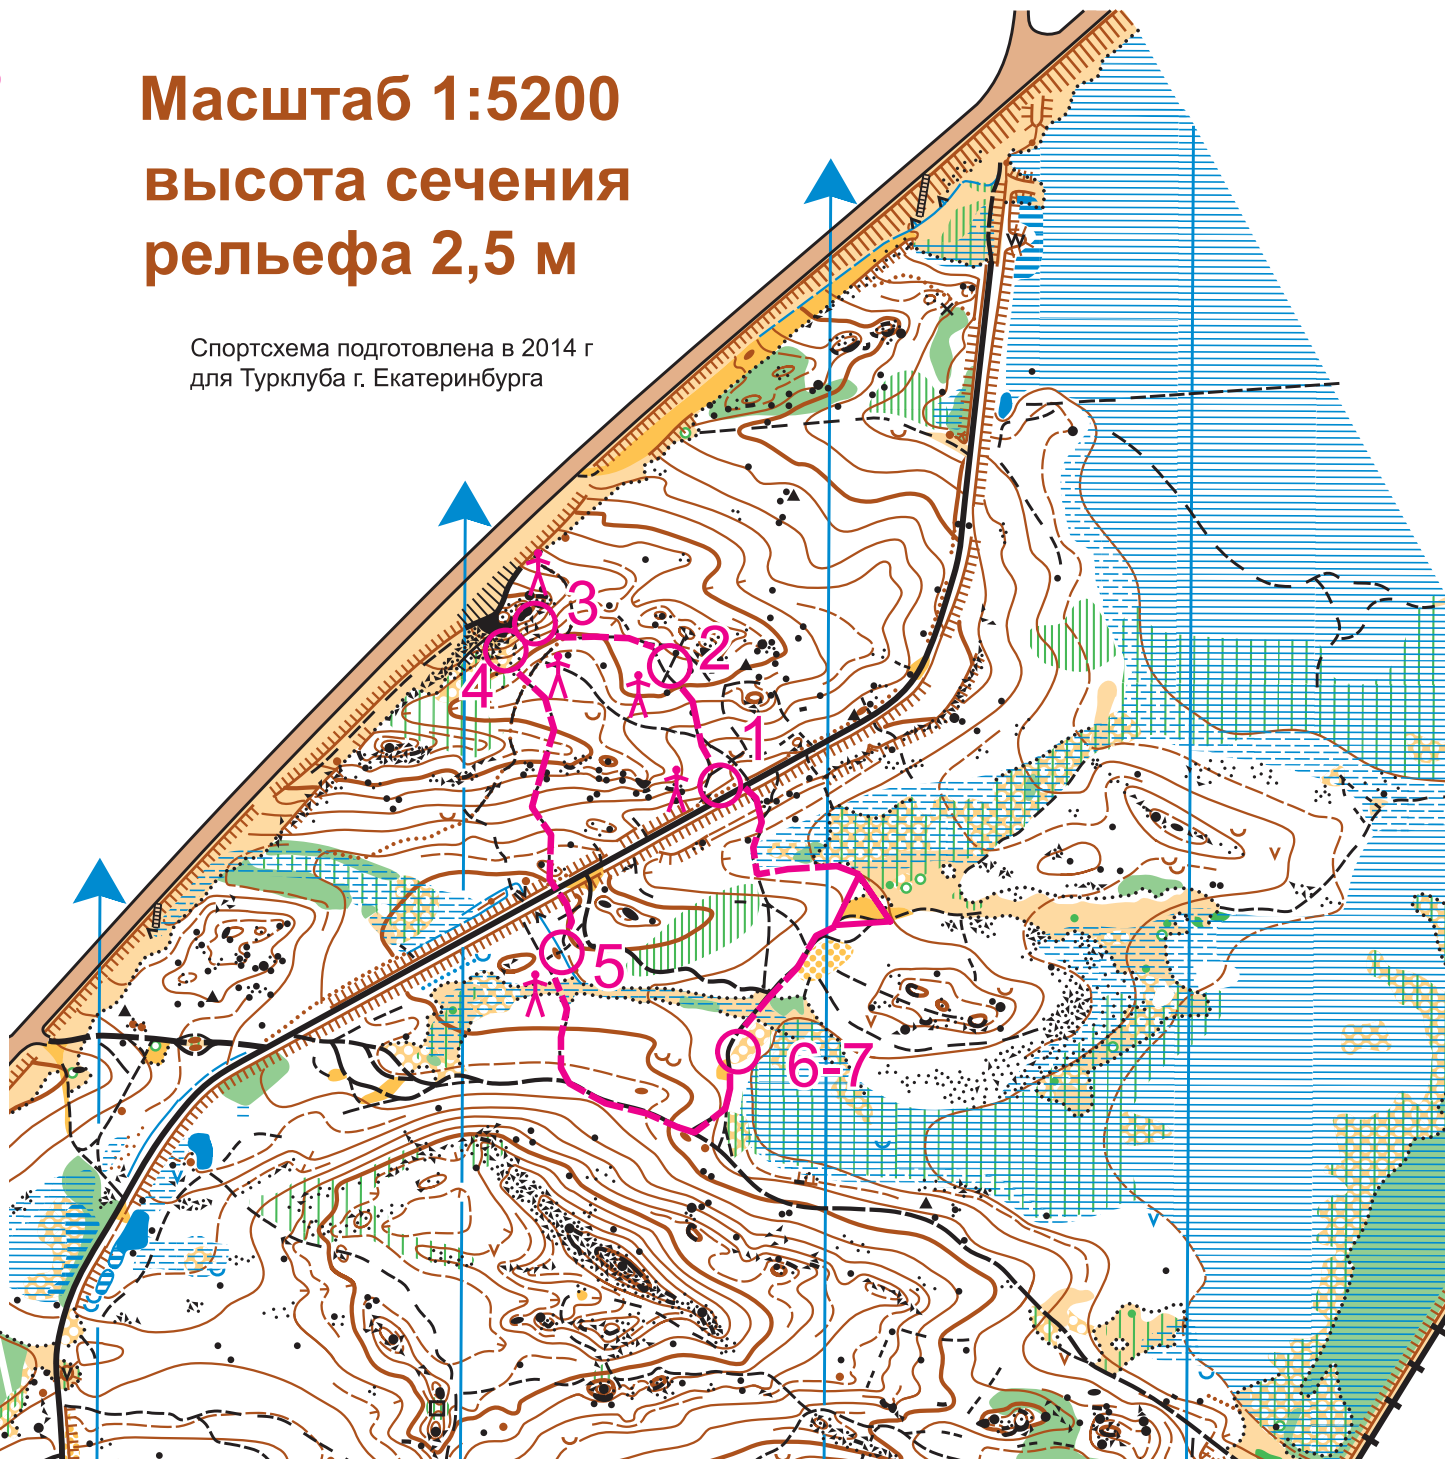 Масштаб 1:5200
высота сечения
рельефа 2,5 м
Спортсхема подготовлена в 2014 г
для Турклуба г. Екатеринбурга
3
2
4
1
5
6-7